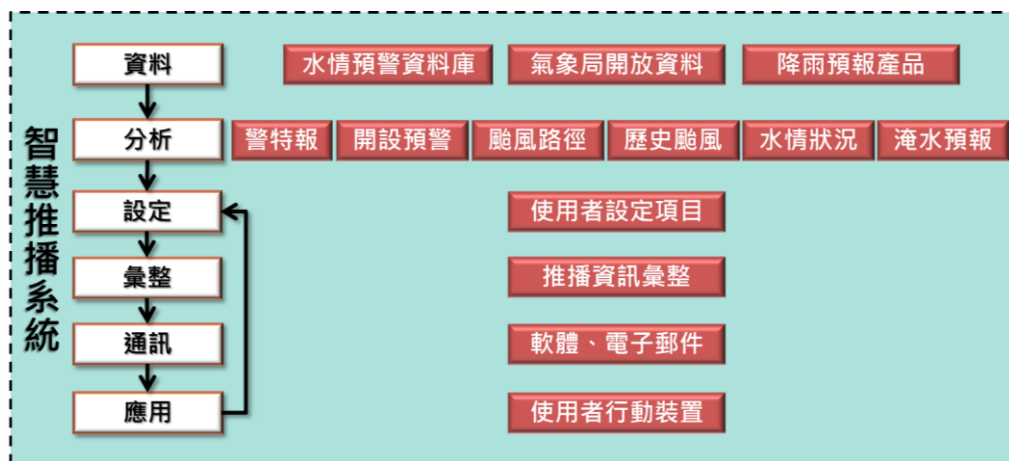 智慧推播系統
資料
水情預警資料庫
氣象局開放資料
降雨預報產品
分析
警特報
開設預警
颱風路徑
歷史颱風
水情狀況
淹水預報
設定
使用者設定項目
彙整
推播資訊彙整
通訊
軟體、電子郵件
應用
使用者行動裝置